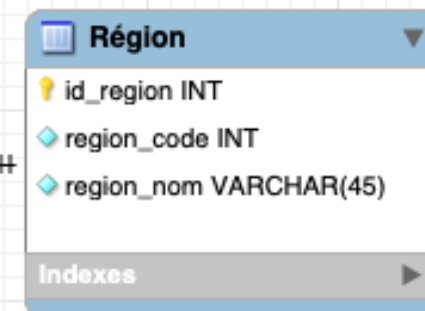 Région
id_region INT
region_code INT
region_nom VARCHAR(45)
Indexes